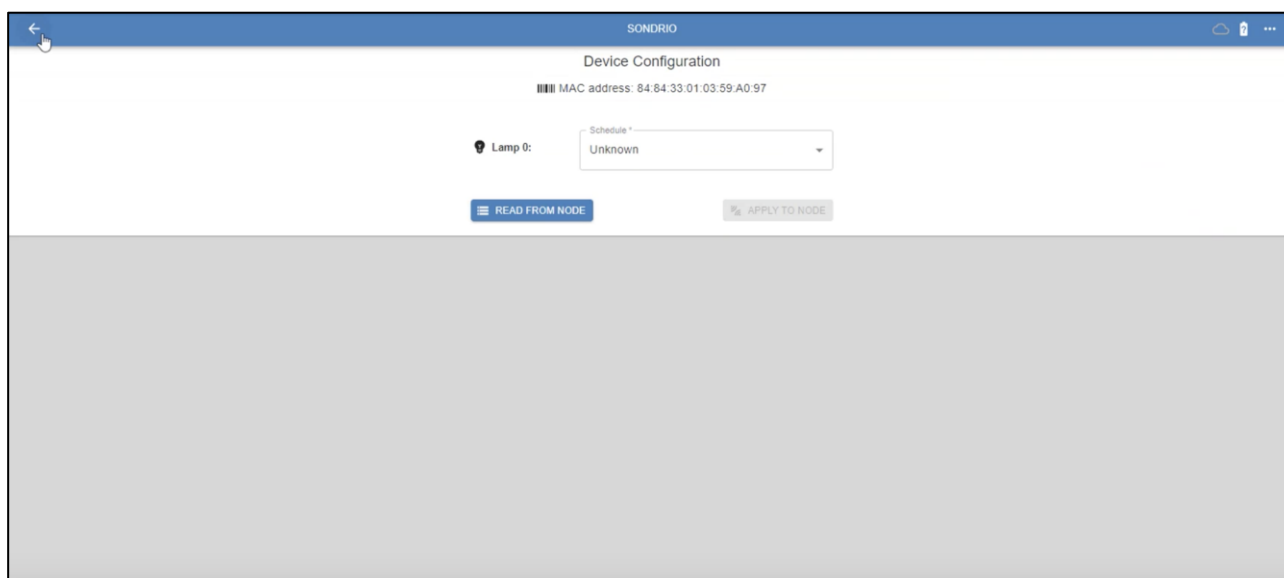 SONDRIO
Device Configuration
MAC address: 84:84:33:01:03:59:A0:97
Schedule *
Lamp 0:
Unknown
READ FROM NODE
APPLY TO NODE